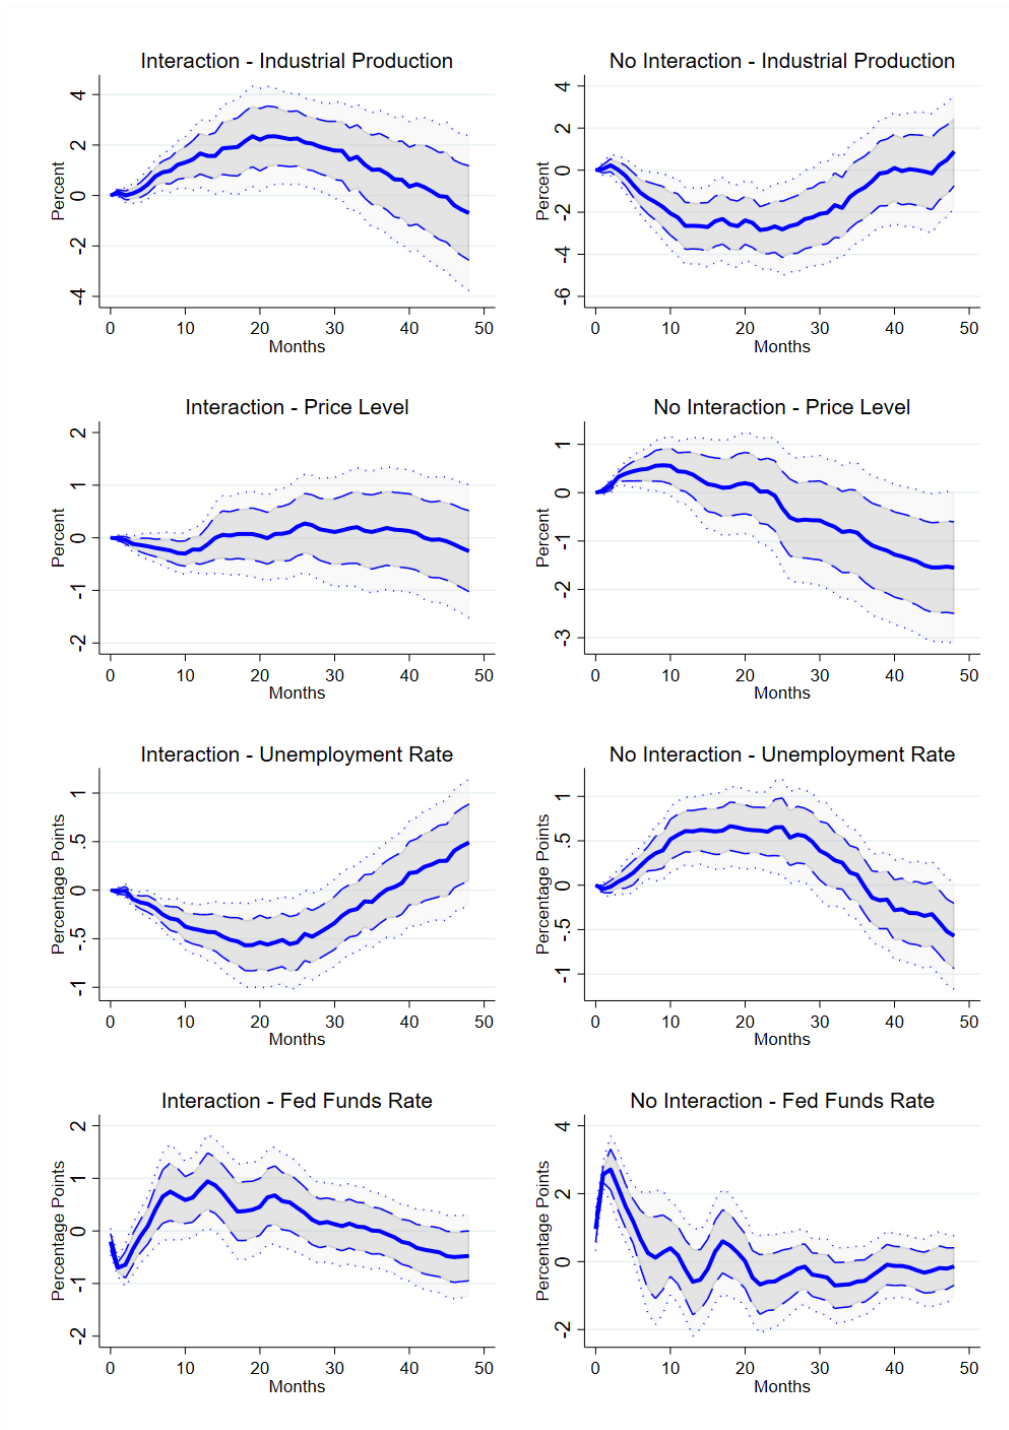 Interaction - Industrial Production
Percent
4
2
0
-2
-4
0 10 20 30 40 50
Months
No Interaction - Industrial Production
Percent
4
2
0
-2
-4
-6
0 10 20 30 40 50
Months
Interaction - Price Level
Percent
2
1
0
-1
-2
0 10 20 30 40 50
Months
No Interaction - Price Level
Percent
1
0
-1
-2
-3
0 10 20 30 40 50
Months
Interaction - Unemployment Rate
Percentage Points
1
.5
0
-.5
-1
0 10 20 30 40 50
Months
No Interaction - Unemployment Rate
Percentage Points
1
.5
0
-.5
-1
0 10 20 30 40 50
Months
Interaction - Fed Funds Rate
Percentage Points
2
1
0
-1
-2
0 10 20 30 40 50
Months
No Interaction - Fed Funds Rate
Percentage Points
4
2
0
-2
0 10 20 30 40 50
Months